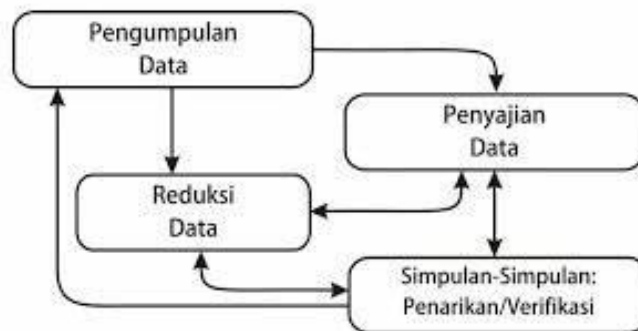 Pengumpulan
Data
Penyajian
Data
Reduksi
Data
Simpulan-Simpulan:
Penarikan/Verifikasi